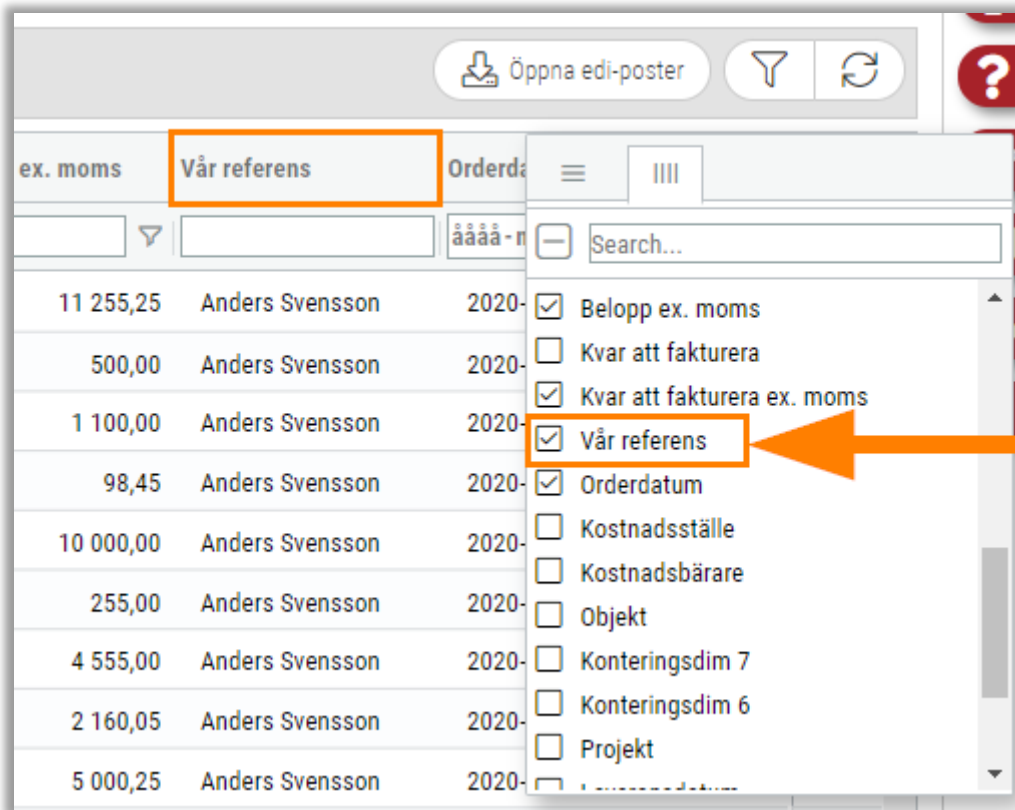 Öppna edi-poster
?
ex. moms Vår referens Orderda
åååå-n
Search...
11 255,25 Anders Svensson 2020-
500,00 Anders Svensson 2020-
1 100,00 Anders Svensson 2020-
98,45 Anders Svensson 2020-
10 000,00 Anders Svensson 2020-
255,00 Anders Svensson 2020-
4 555,00 Anders Svensson 2020-
2 160,05 Anders Svensson 2020-
5 000,25 Anders Svensson 2020-
Belopp ex. moms
Kvar att fakturera
Kvar att fakturera ex. moms
Vår referens
Orderdatum
Kostnadsställe
Kostnadsbärare
Objekt
Konteringsdim 7
Konteringsdim 6
Projekt